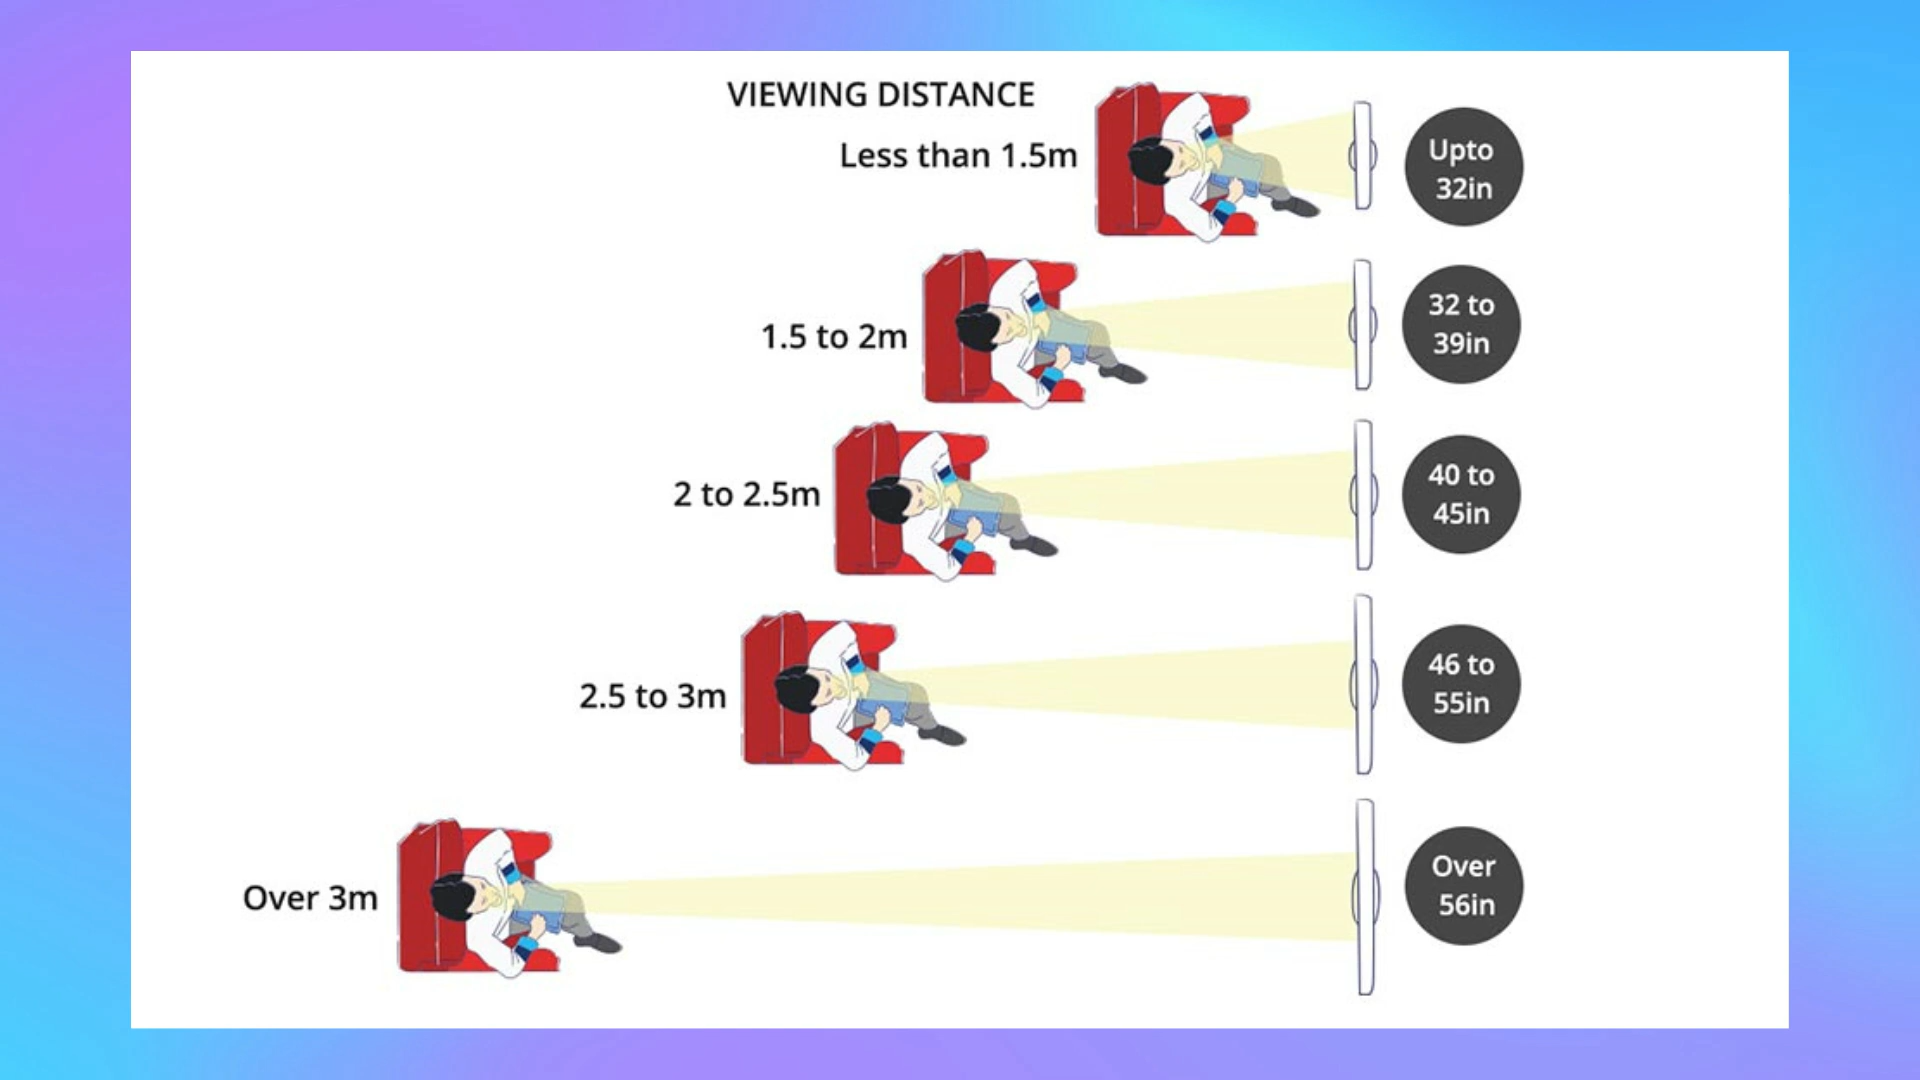 VIEWING DISTANCE
Less than 1.5m
Upto
32in
1.5 to 2m
32 to
39in
2 to 2.5m
40 to
45in
2.5 to 3m
46 to
55in
Over 3m
Over
56in